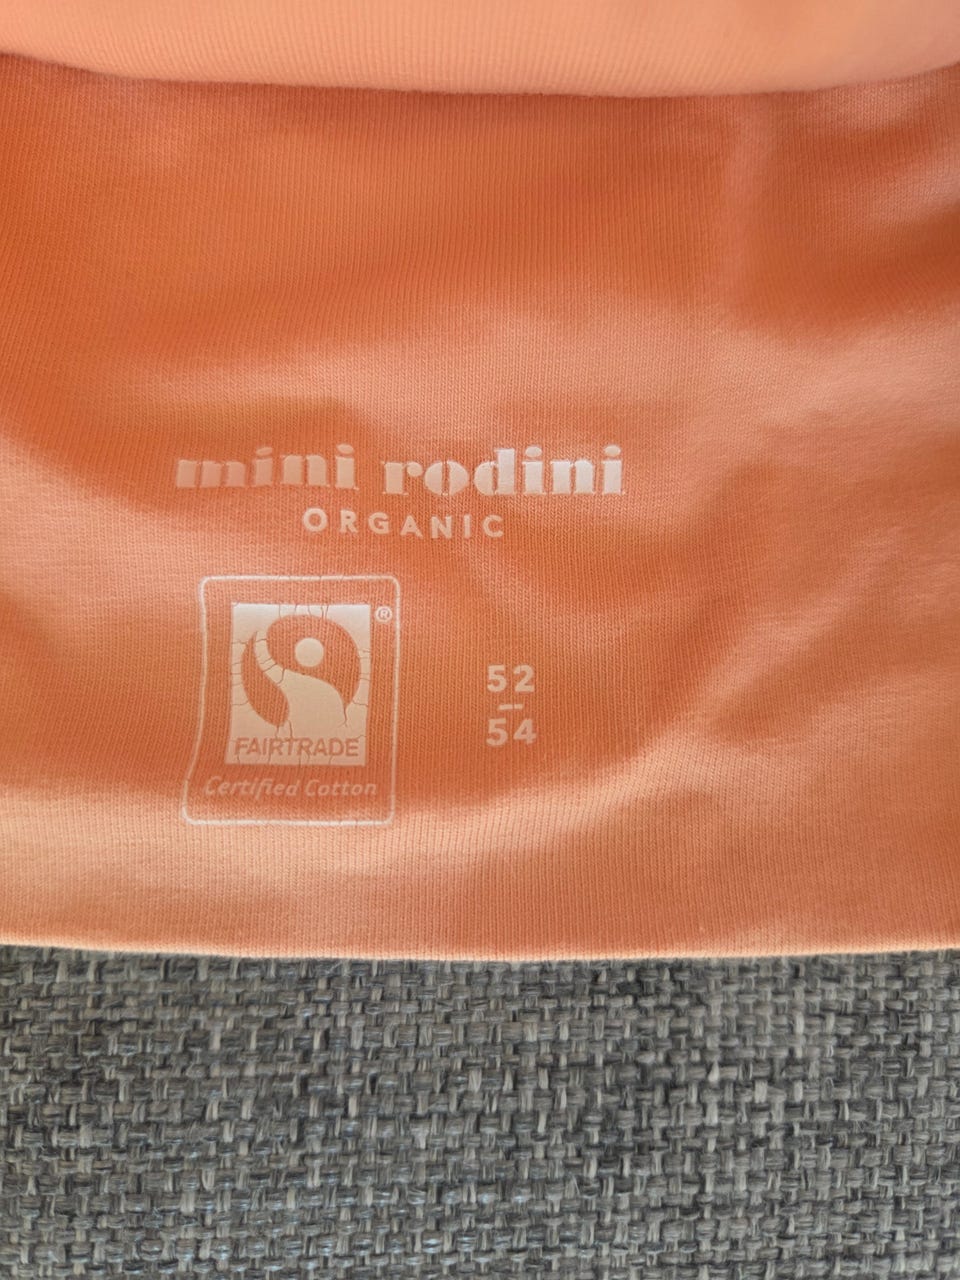 mini rodini
ORGANIC
®
FAIRTRADE
Certified Cotton
52
–
54